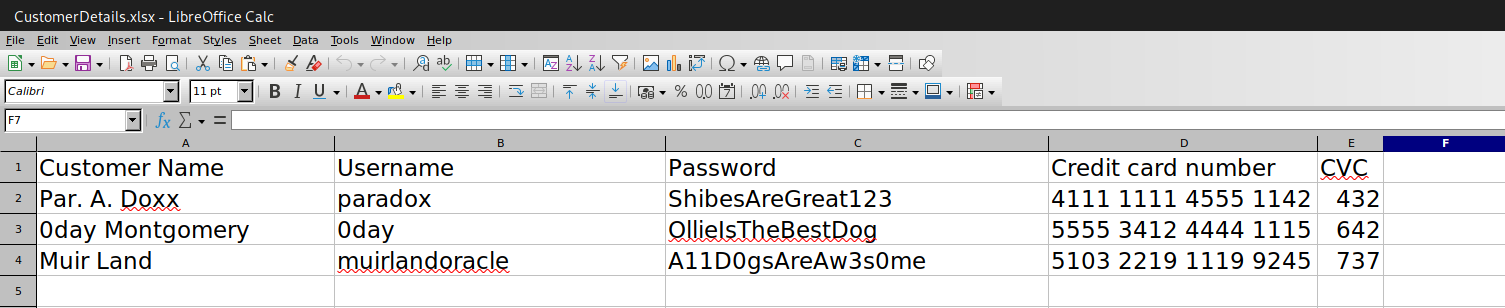 CustomerDetails.xlsx - LibreOffice Calc
File Edit View Insert Format Styles Sheet Data Tools Window Help
Calibri 11 pt
F7
A B C D E F
1 Customer Name Username Password Credit card number CVC
2 Par. A. Doxx paradox ShibesAreGreat123 4111 1111 4555 1142 432
3 0day Montgomery 0day OllieIsTheBestDog 5555 3412 4444 1115 642
4 Muir Land muirlandoracle A11D0gsAreAw3s0me 5103 2219 1119 9245 737
5